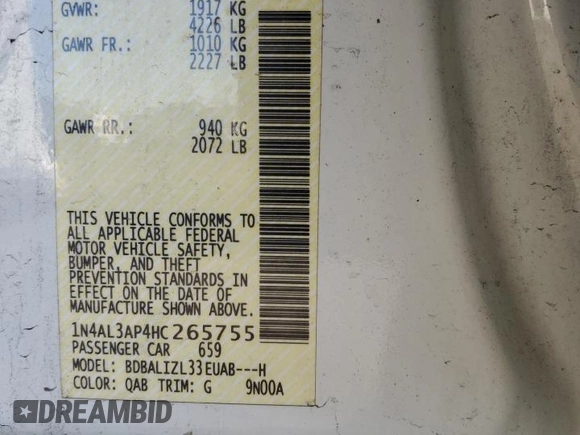 GVWR: 1917 KG
4226 LB
GAWR FR.: 1010 KG
2227 LB
GAWR RR.: 940 KG
2072 LB
THIS VEHICLE CONFORMS TO
ALL APPLICABLE FEDERAL
MOTOR VEHICLE SAFETY,
BUMPER, AND THEFT
PREVENTION STANDARDS IN
EFFECT ON THE DATE OF
MANUFACTURE SHOWN ABOVE.
1N4AL3AP4HC265755
PASSENGER CAR 659
MODEL: BDBALIZL33EUAB---H
COLOR: QAB TRIM: G 9N00A
DREAMBID